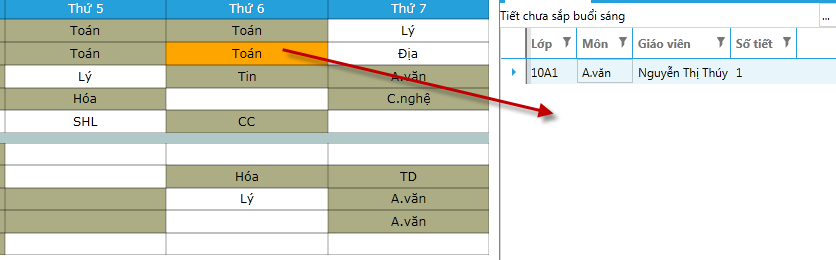 Thứ 5 Thứ 6 Thứ 7
Toán Toán Lý
Toán Toán Địa
Lý Tin A.văn
Hóa C.nghệ
SHL CC
Hóa TD
Lý A.văn
A.văn
Tiết chưa sắp buổi sáng ...
Lớp Môn Giáo viên Số tiết
10A1 A.văn Nguyễn Thị Thúy 1